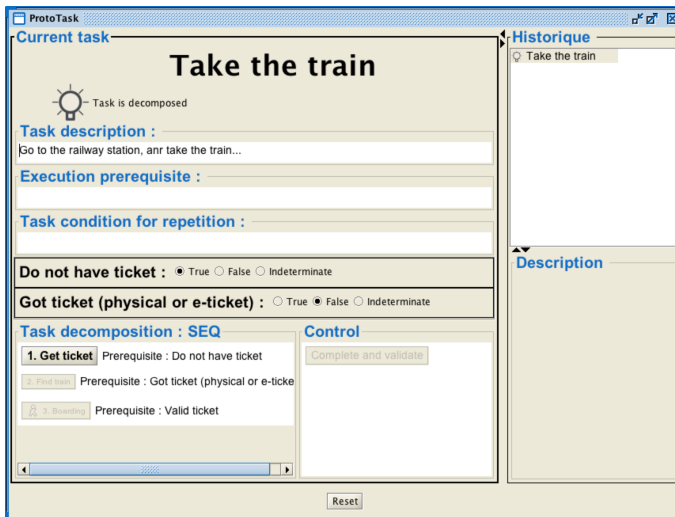 ProtoTask
Current task
Take the train
Task is decomposed
Task description :
Go to the railway station, anr take the train...
Execution prerequisite :
Task condition for repetition :
Do not have ticket : True False Indeterminate
Got ticket (physical or e-ticket) : True False Indeterminate
Task decomposition : SEQ
1. Get ticket Prerequisite : Do not have ticket
2. Find train Prerequisite : Got ticket (physical or e-ticke
3. Boarding Prerequisite : Valid ticket
Control
Complete and validate
Historique
Take the train
Description
Reset